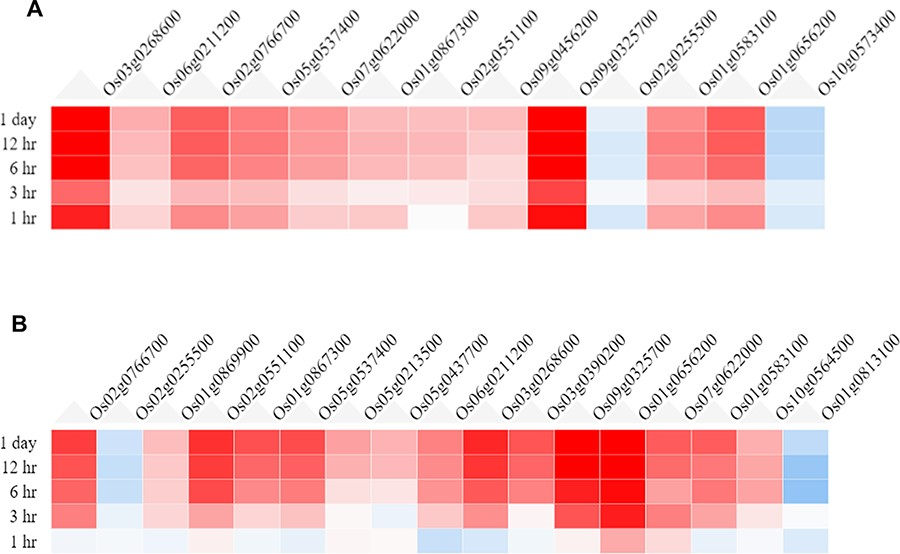 A
Os03g0268600 Os06g0211200 Os02g0766700 Os05g0537400 Os07g0622000 Os01g0867300 Os02g0551100 Os09g0456200 Os09g0325700 Os02g0255500 Os01g0583100 Os01g0656200 Os10g0573400
1 day
12 hr
6 hr
3 hr
1 hr
B
Os02g0766700 Os02g0255500 Os01g0869900 Os02g0551100 Os01g0867300 Os05g0537400 Os05g0213500 Os05g0437700 Os06g0211200 Os03g0268600 Os03g0390200 Os09g0325700 Os01g0656200 Os07g0622000 Os01g0583100 Os10g0564500 Os01g0813100
1 day
12 hr
6 hr
3 hr
1 hr